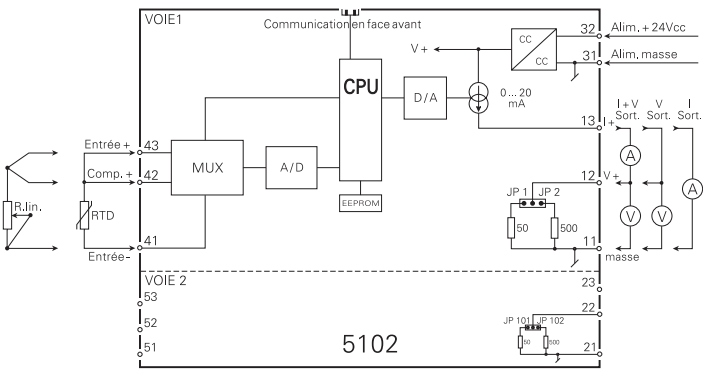 VOIE1
Communication en face avant
32 Alim. + 24Vcc
31 Alim. masse
V +
CC
CC
CPU
D/A
0 ... 20
mA
13 I+
I + V
Sort.
V
Sort.
I
Sort.
Entrée + 43
Comp. + 42
MUX
A/D
EEPROM
R.lin.
RTD
41
Entrée-
12 V+
A
A
V
V
JP 1 JP 2
50 500
11
masse
VOIE 2
53
52
51
5102
23
22
JP 101 JP 102
50 500
21